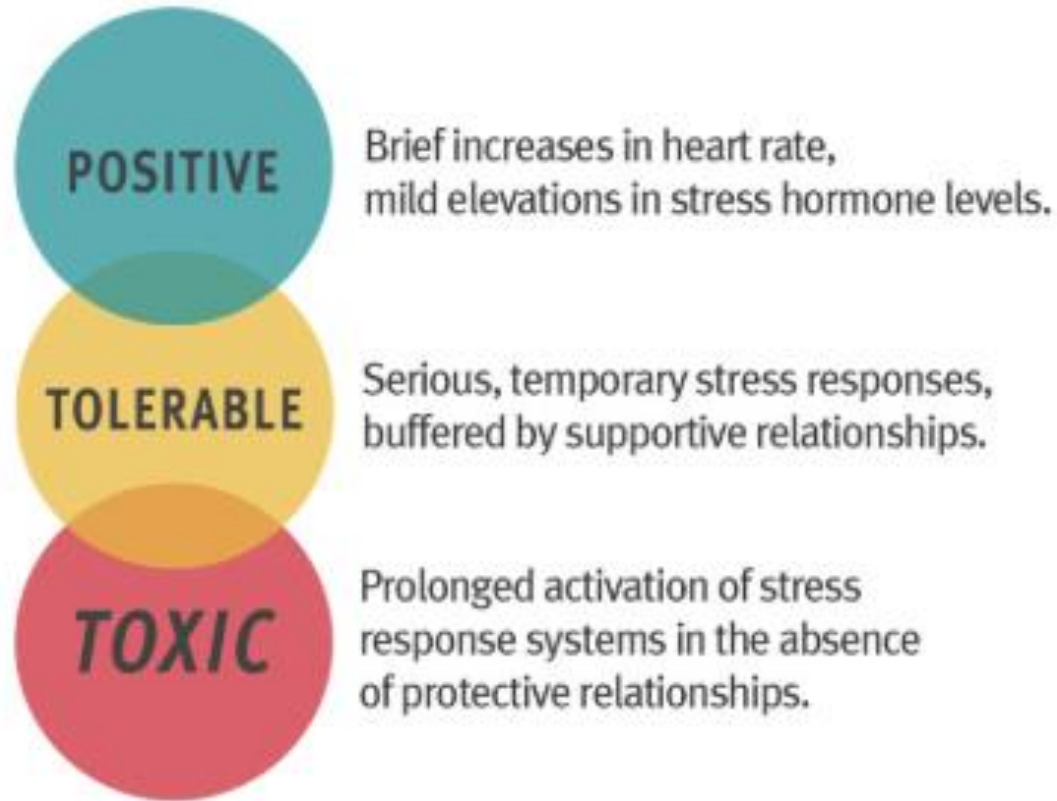 POSITIVE
Brief increases in heart rate,
mild elevations in stress hormone levels.
TOLERABLE
Serious, temporary stress responses,
buffered by supportive relationships.
TOXIC
Prolonged activation of stress
response systems in the absence
of protective relationships.